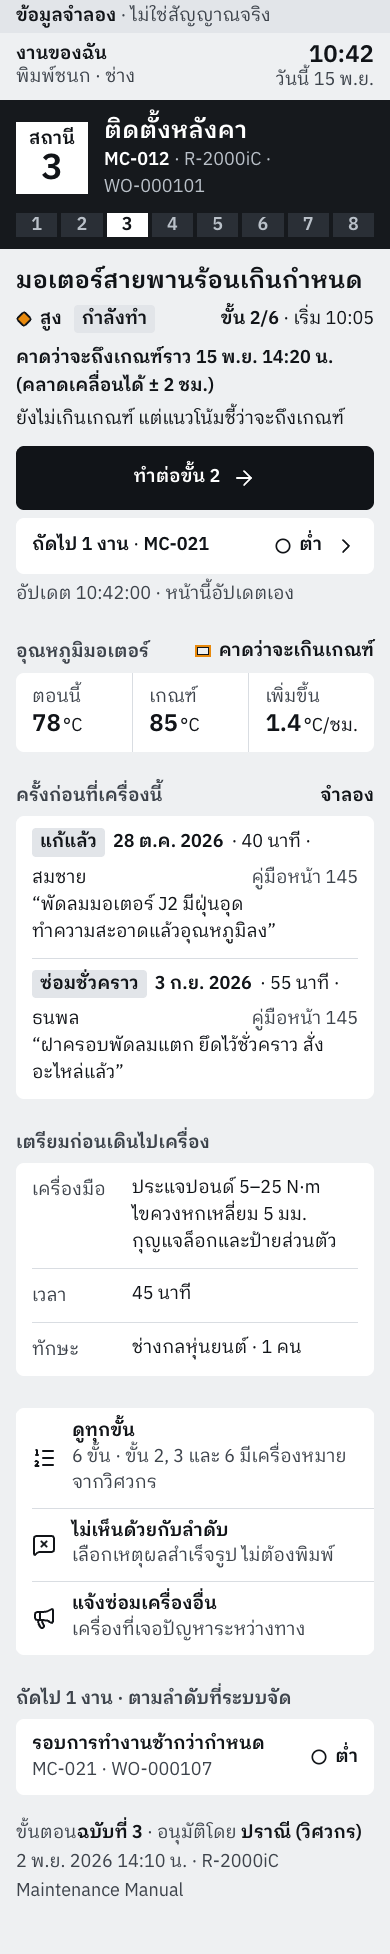 ข้อมูลจำลอง · ไม่ใช่สัญญาณจริง
งานของฉัน
10:42
พิมพ์ชนก · ช่าง
วันนี้ 15 พ.ย.
สถานี
3
ติดตั้งหลังคา
MC-012 · R-2000iC ·
WO-000101
1 2 3 4 5 6 7 8
มอเตอร์สายพานร้อนเกินกำหนด
สูง กำลังทำ ขั้น 2/6 · เริ่ม 10:05
คาดว่าจะถึงเกณฑ์ราว 15 พ.ย. 14:20 น.
(คลาดเคลื่อนได้ ± 2 ชม.)
ยังไม่เกินเกณฑ์ แต่แนวโน้มชี้ว่าจะถึงเกณฑ์
ทำต่อขั้น 2 →
ถัดไป 1 งาน · MC-021 ต่ำ
อัปเดต 10:42:00 · หน้านี้อัปเดตเอง
อุณหภูมิมอเตอร์ คาดว่าจะเกินเกณฑ์
ตอนนี้ เกณฑ์ เพิ่มขึ้น
78 °C 85 °C 1.4 °C/ชม.
ครั้งก่อนที่เครื่องนี้ จำลอง
แก้แล้ว 28 ต.ค. 2026 · 40 นาที ·
สมชาย คู่มือหน้า 145
“พัดลมมอเตอร์ J2 มีฝุ่นอุด
ทำความสะอาดแล้วอุณหภูมิลง”
ซ่อมชั่วคราว 3 ก.ย. 2026 · 55 นาที ·
ธนพล คู่มือหน้า 145
“ฝาครอบพัดลมแตก ยึดไว้ชั่วคราว สั่ง
อะไหล่แล้ว”
เตรียมก่อนเดินไปเครื่อง
เครื่องมือ ประแจปอนด์ 5–25 N·m
ไขควงหกเหลี่ยม 5 มม.
กุญแจล็อกและป้ายส่วนตัว
เวลา 45 นาที
ทักษะ ช่างกลหุ่นยนต์ · 1 คน
ดูทุกขั้น
6 ขั้น · ขั้น 2, 3 และ 6 มีเครื่องหมาย
จากวิศวกร
ไม่เห็นด้วยกับลำดับ
เลือกเหตุผลสำเร็จรูป ไม่ต้องพิมพ์
แจ้งซ่อมเครื่องอื่น
เครื่องที่เจอปัญหาระหว่างทาง
ถัดไป 1 งาน · ตามลำดับที่ระบบจัด
รอบการทำงานช้ากว่ากำหนด ต่ำ
MC-021 · WO-000107
ขั้นตอนฉบับที่ 3 · อนุมัติโดย ปราณี (วิศวกร)
2 พ.ย. 2026 14:10 น. · R-2000iC
Maintenance Manual